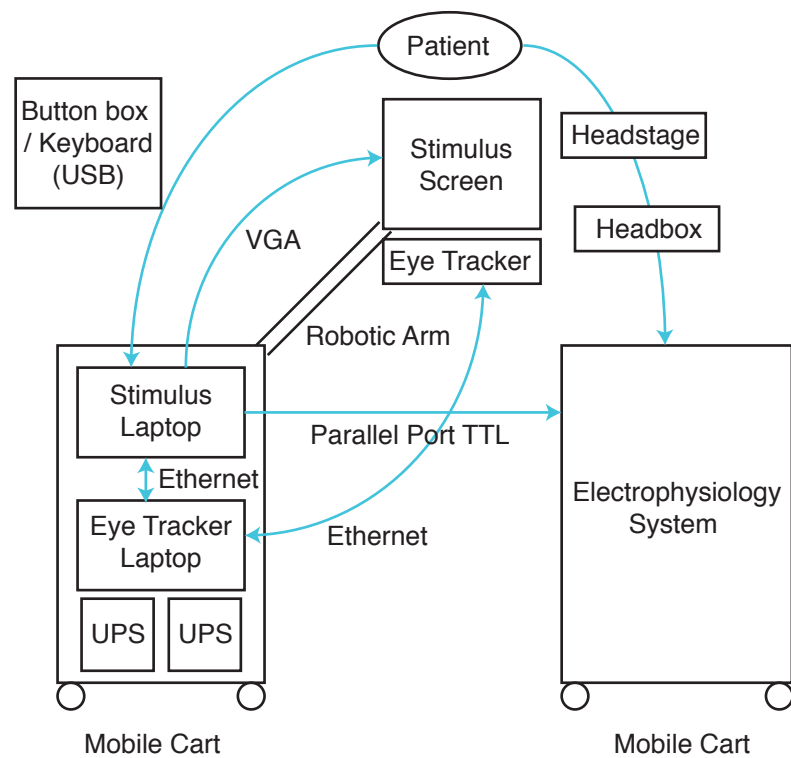 Patient
Button box
/ Keyboard
(USB)
Stimulus
Screen
Headstage
Headbox
VGA
Eye Tracker
Robotic Arm
Stimulus
Laptop
Parallel Port TTL
Ethernet
Eye Tracker
Laptop
Ethernet
Electrophysiology
System
UPS
UPS
Mobile Cart
Mobile Cart